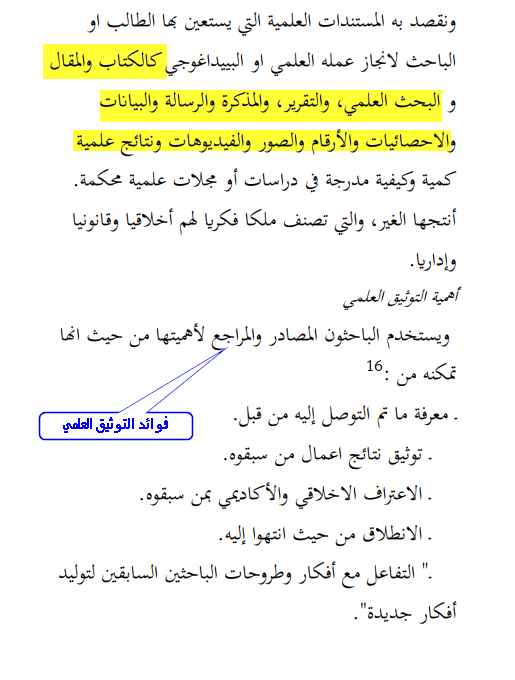 ونقصد به المستندات العلمية التي يستعين بها الطالب او
الباحث لانجاز عمله العلمي او البييداغوجي كالكتاب والمقال
و البحث العلمي، والتقرير، والمذكرة والرسالة والبيانات
والاحصائيات والأرقام والصور والفيديوهات ونتائج علمية
كمية وكيفية مدرجة في دراسات أو مجلات علمية محكمة.
أنتجها الغير، والتي تصنف ملكا فكريا لهم أخلاقيا وقانونيا
وإداريا.
أهمية التوثيق العلمي
ويستخدم الباحثون المصادر والمراجع لأهميتها من حيث انها
تمكنه من :16
ـ معرفة ما تم التوصل إليه من قبل.
فوائد التوثيق العلمي
ـ توثيق نتائج اعمال من سبقوه.
ـ الاعتراف الاخلاقي والأكاديمي بمن سبقوه.
ـ الانطلاق من حيث انتهوا إليه.
ـ" التفاعل مع أفكار وطروحات الباحثين السابقين لتوليد
أفكار جديدة".